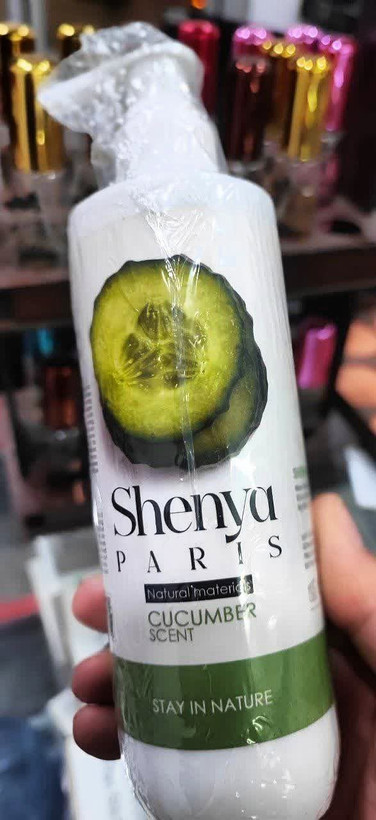 Shenya
PARIS
Natural materials
CUCUMBER
SCENT
STAY IN NATURE